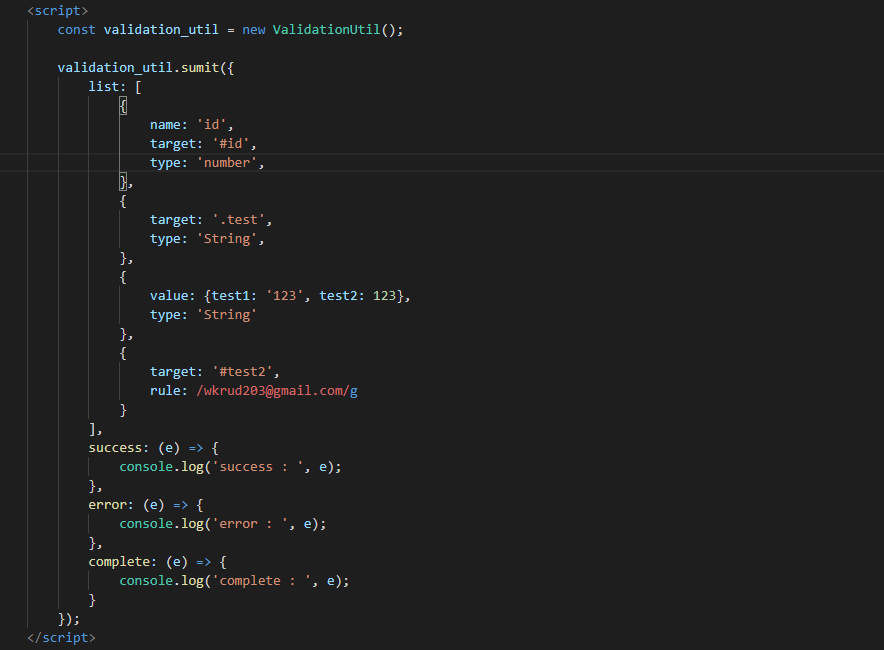 <script>
const validation_util = new ValidationUtil();
validation_util.sumit({
list: [
{
name: 'id',
target: '#id',
type: 'number',
},
{
target: '.test',
type: 'String',
},
{
value: {test1: '123', test2: 123},
type: 'String'
},
{
target: '#test2',
rule: /wkrud203@gmail.com/g
}
],
success: (e) => {
console.log('success : ', e);
},
error: (e) => {
console.log('error : ', e);
},
complete: (e) => {
console.log('complete : ', e);
}
});
</script>